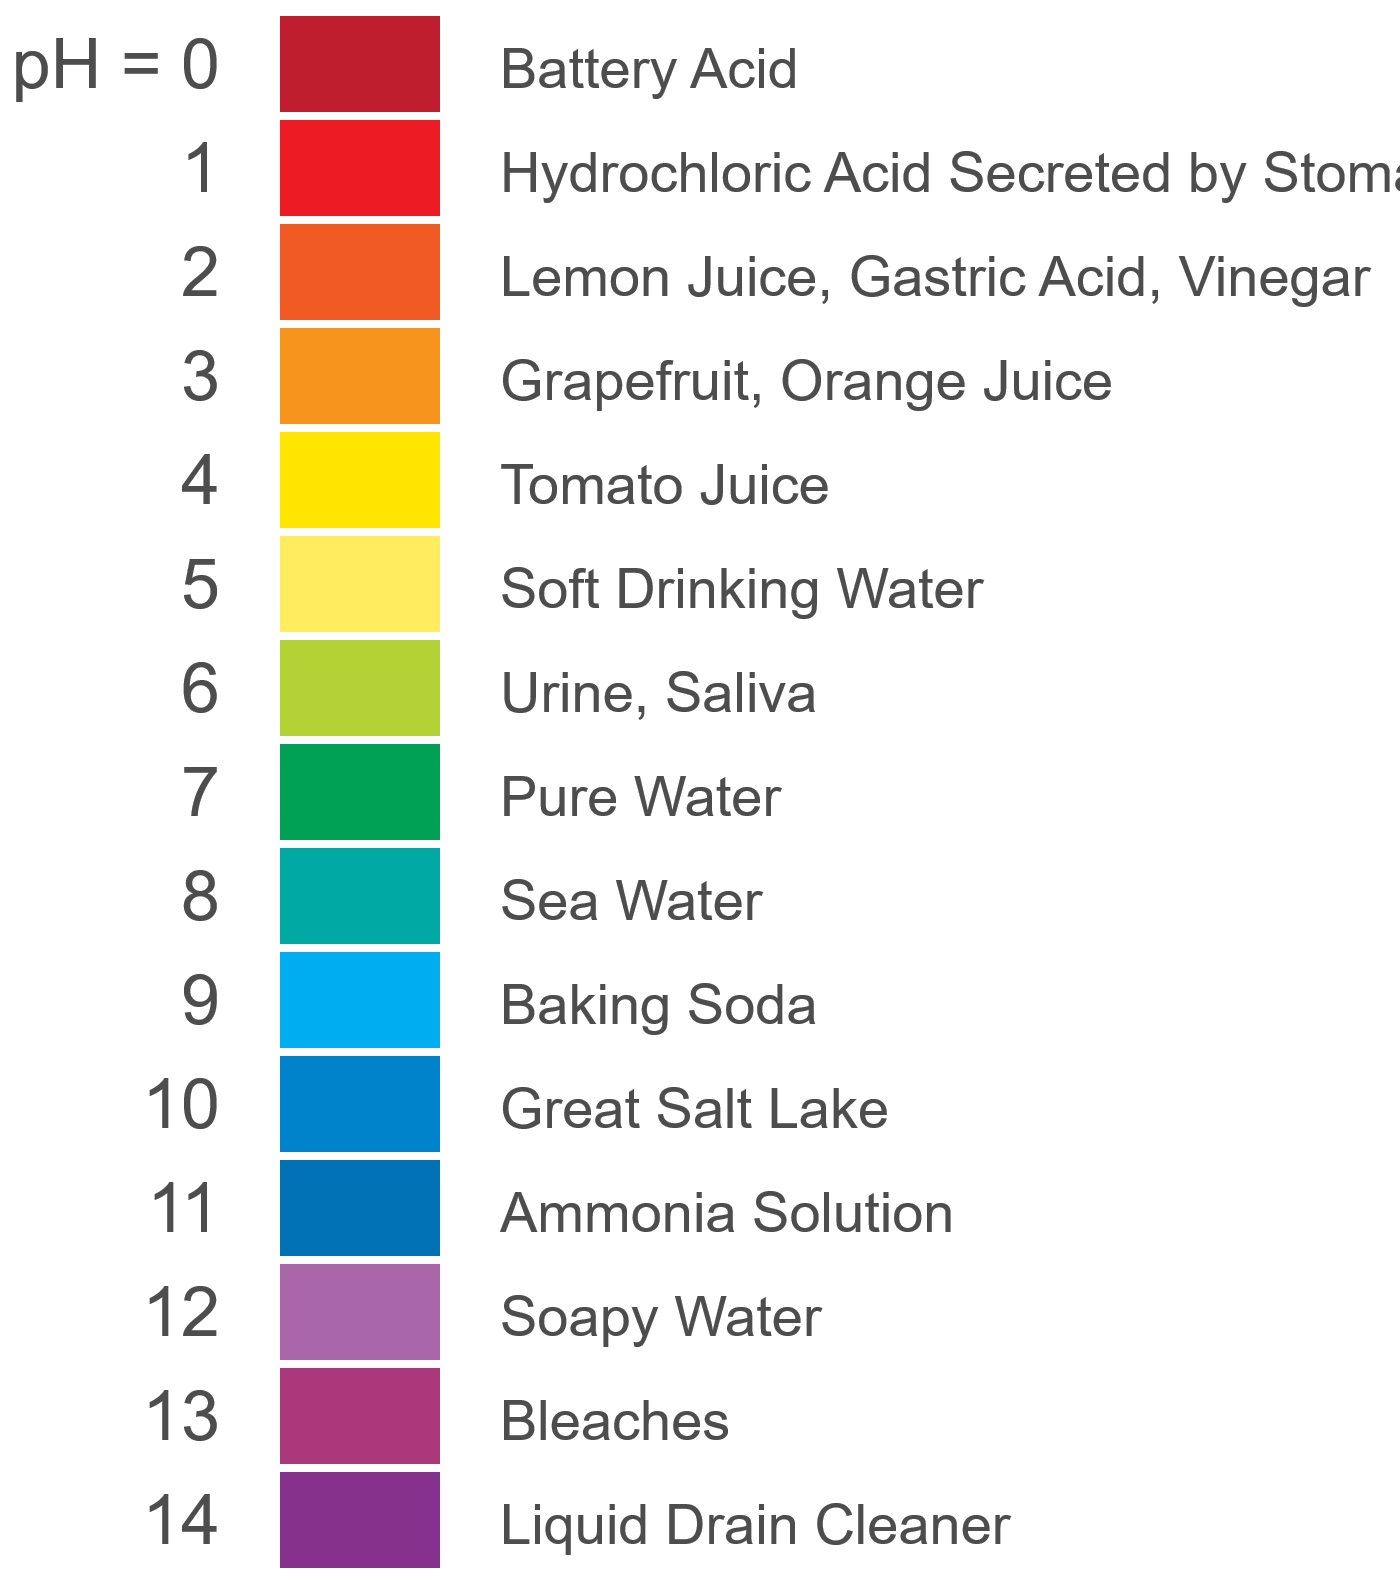 pH = 0 Battery Acid
1 Hydrochloric Acid Secreted by Stoma
2 Lemon Juice, Gastric Acid, Vinegar
3 Grapefruit, Orange Juice
4 Tomato Juice
5 Soft Drinking Water
6 Urine, Saliva
7 Pure Water
8 Sea Water
9 Baking Soda
10 Great Salt Lake
11 Ammonia Solution
12 Soapy Water
13 Bleaches
14 Liquid Drain Cleaner